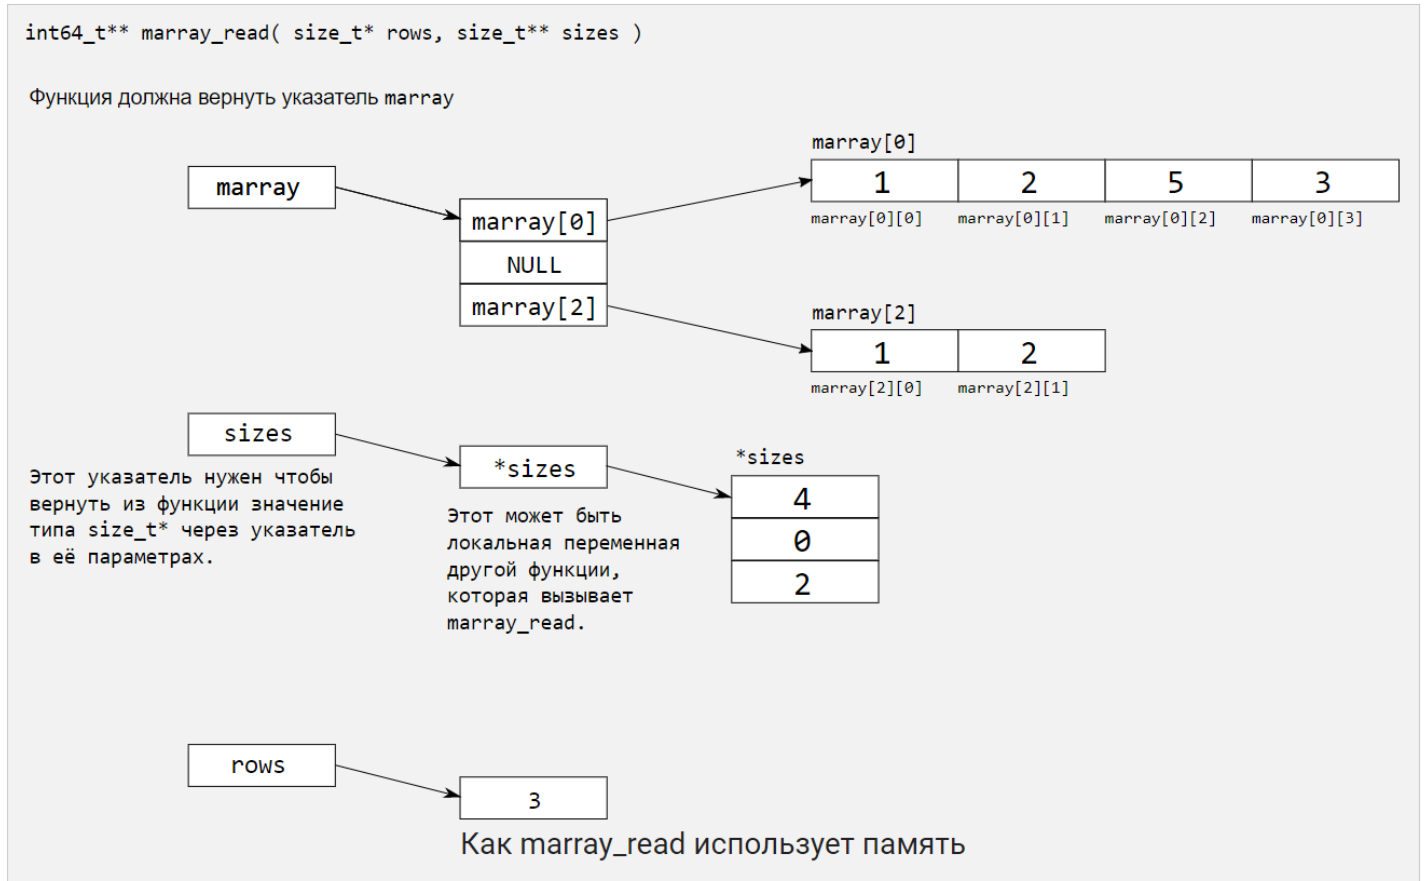 int64_t** marray_read( size_t* rows, size_t** sizes )
Функция должна вернуть указатель marray
marray
marray[0]
NULL
marray[2]
marray[0]
1 2 5 3
marray[0][0] marray[0][1] marray[0][2] marray[0][3]
marray[2]
1 2
marray[2][0] marray[2][1]
sizes
Этот указатель нужен чтобы
вернуть из функции значение
типа size_t* через указатель
в её параметрах.
*sizes
Этот может быть
локальная переменная
другой функции,
которая вызывает
marray_read.
*sizes
4
0
2
rows
3
Как marray_read использует память